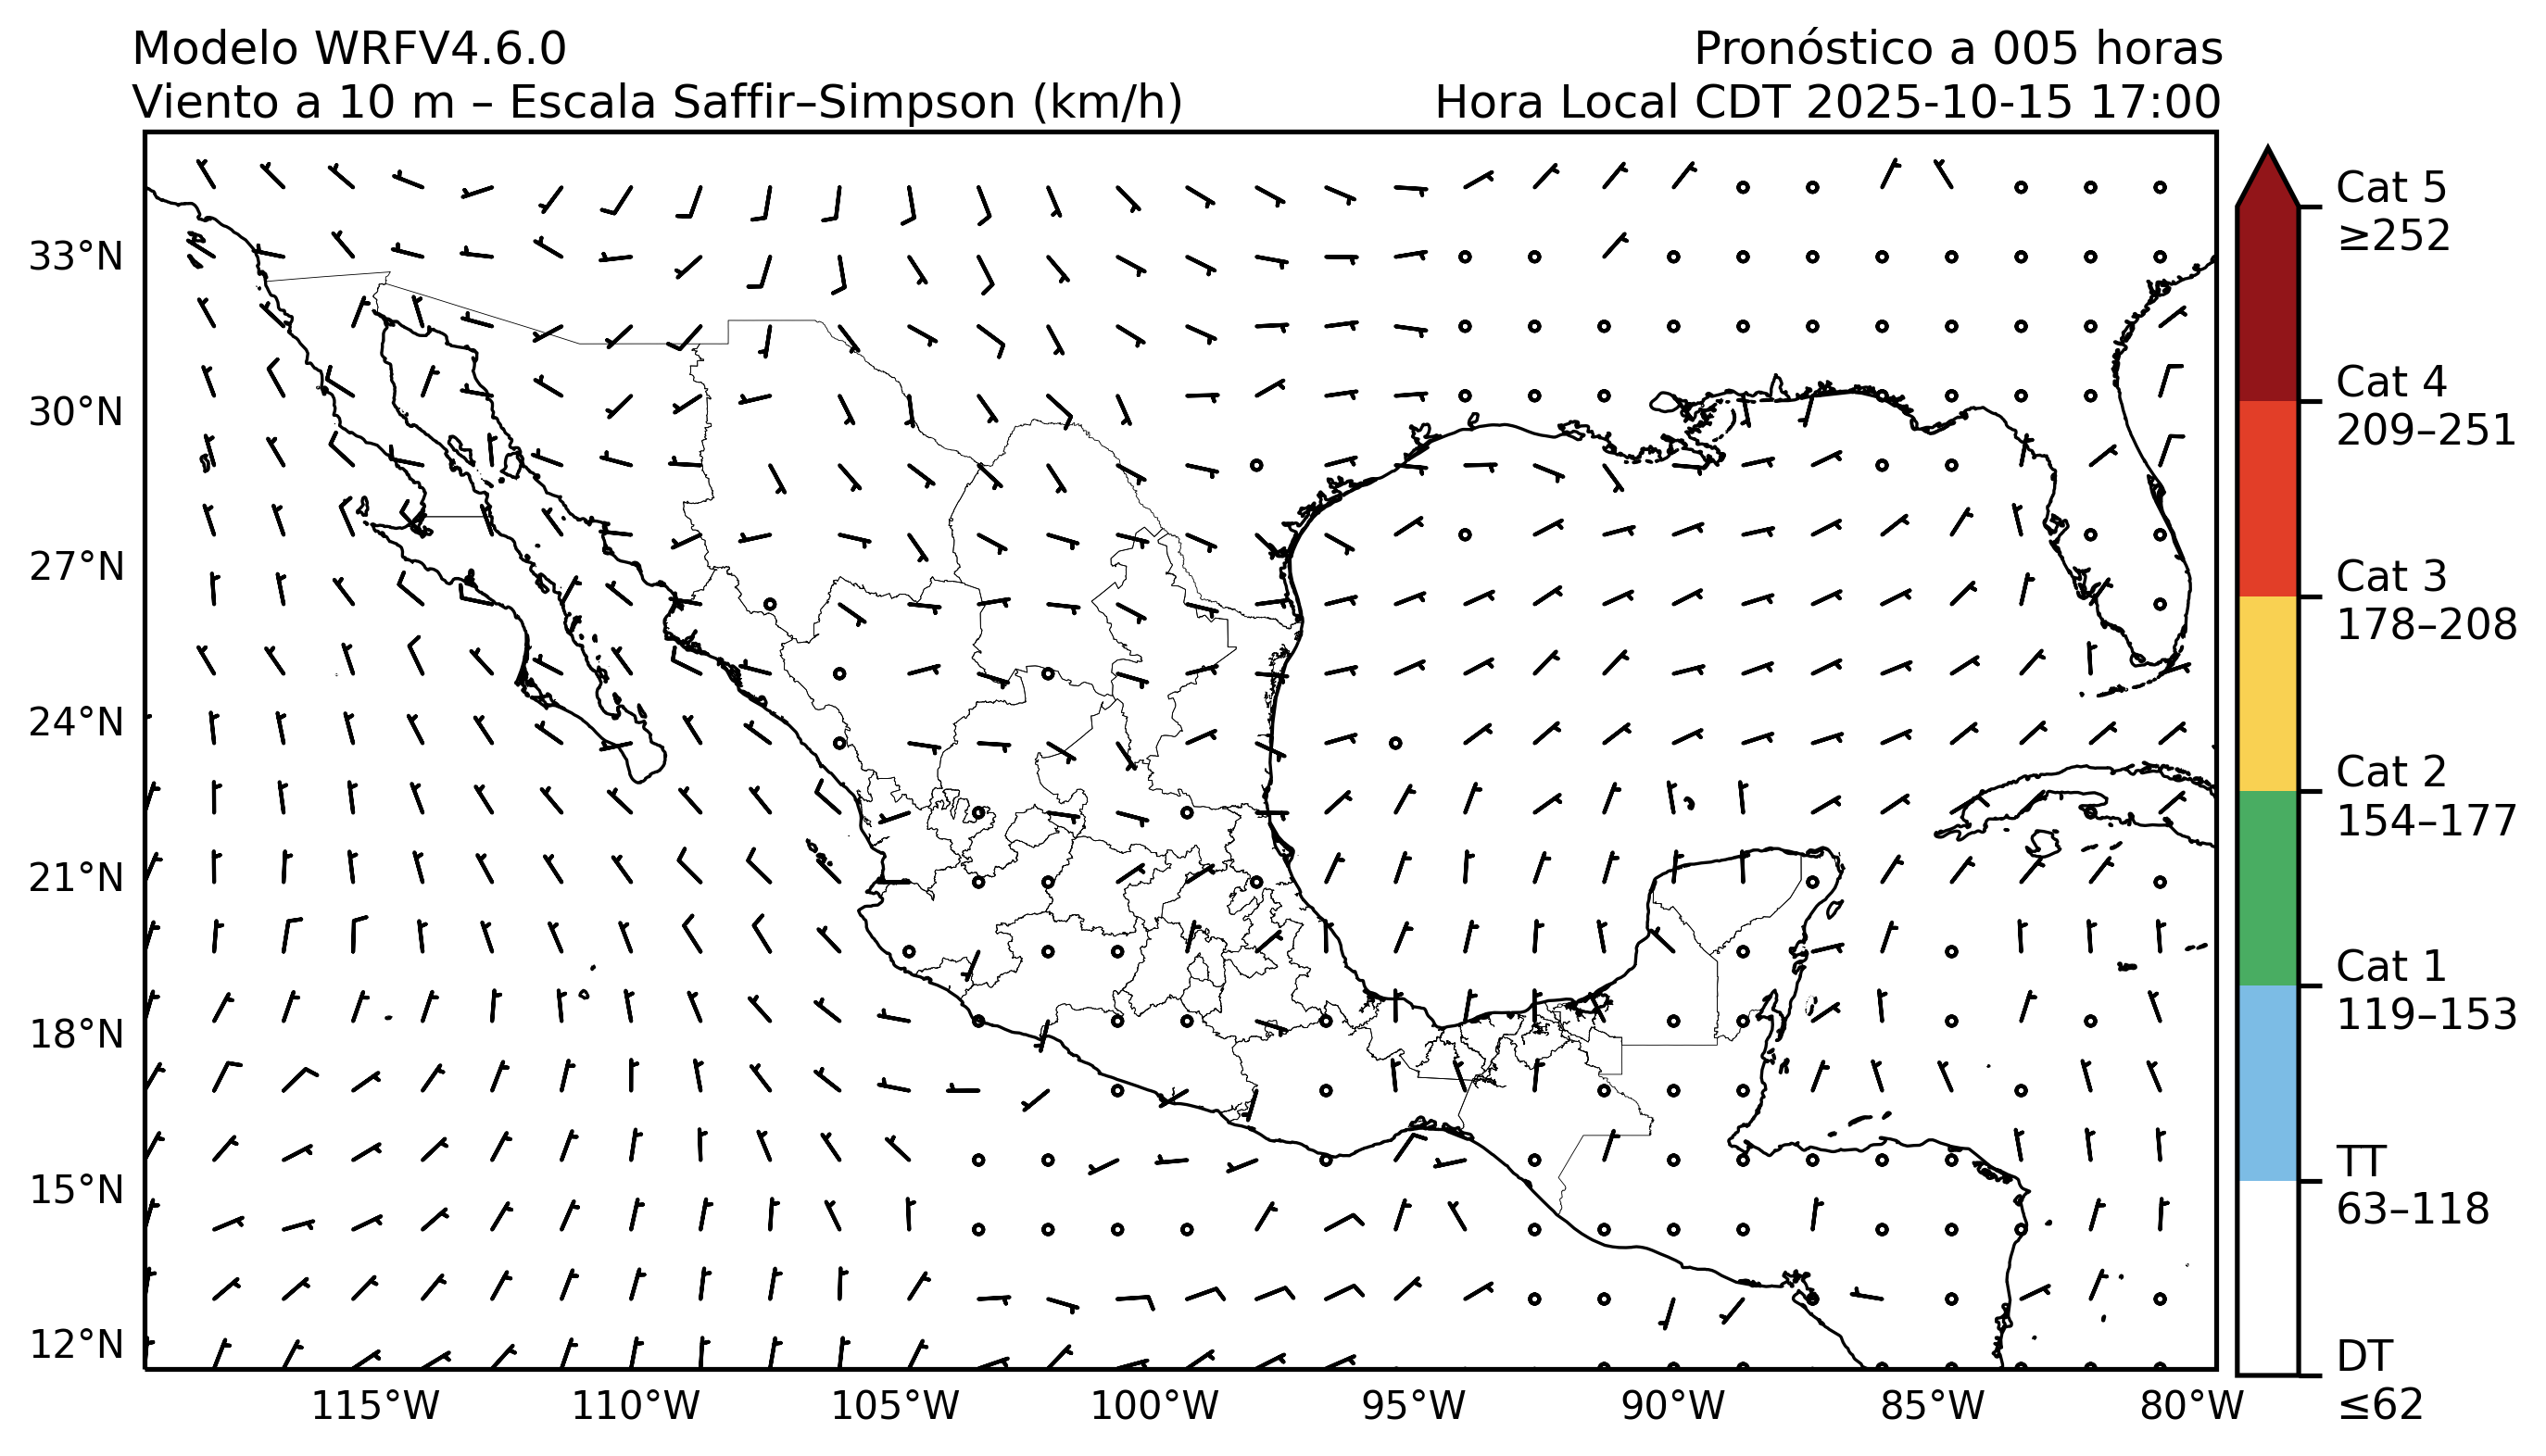 Modelo WRFV4.6.0
Pronóstico a 005 horas
Viento a 10 m – Escala Saffir–Simpson (km/h)
Hora Local CDT 2025-10-15 17:00
33°N
30°N
27°N
24°N
21°N
18°N
15°N
12°N
115°W
110°W
105°W
100°W
95°W
90°W
85°W
80°W
Cat 5
≥252
Cat 4
209–251
Cat 3
178–208
Cat 2
154–177
Cat 1
119–153
TT
63–118
DT
≤62